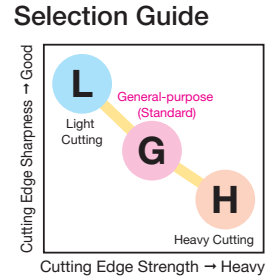 Selection Guide
Cutting Edge Sharpness → Good
L
Light
Cutting
General-purpose
(Standard)
G
H
Heavy Cutting
Cutting Edge Strength → Heavy